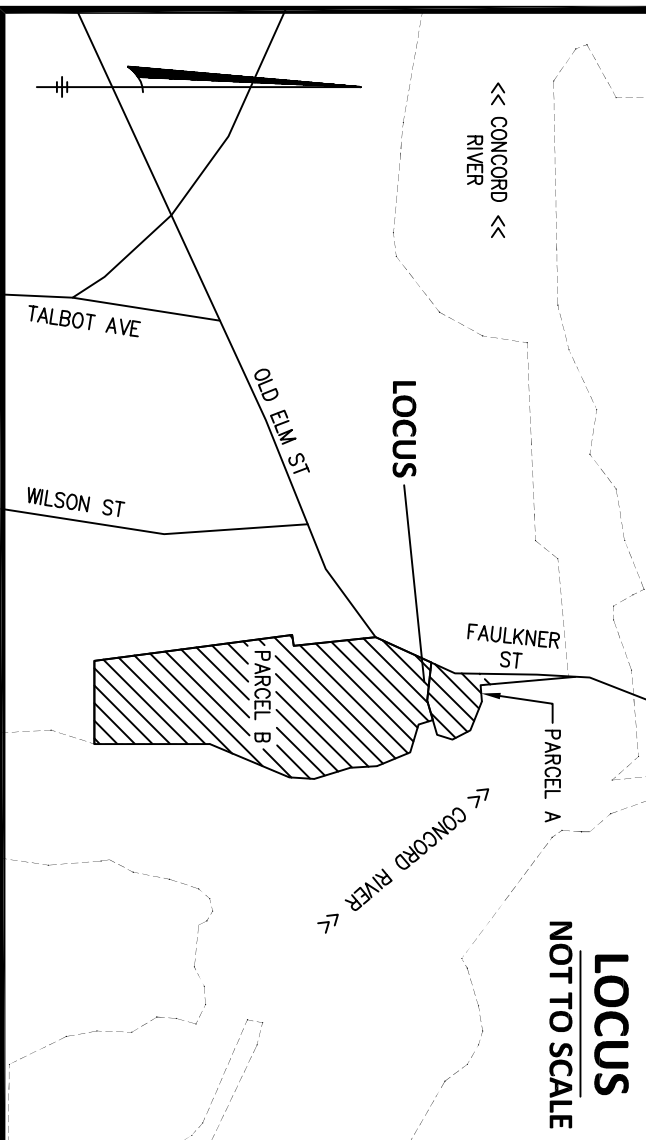 LOCUS
NOT TO SCALE
<< CONCORD <<
RIVER
FAULKNER
ST
PARCEL A
LOCUS
<< CONCORD RIVER <<
OLD ELM ST
PARCEL B
TALBOT AVE
WILSON ST